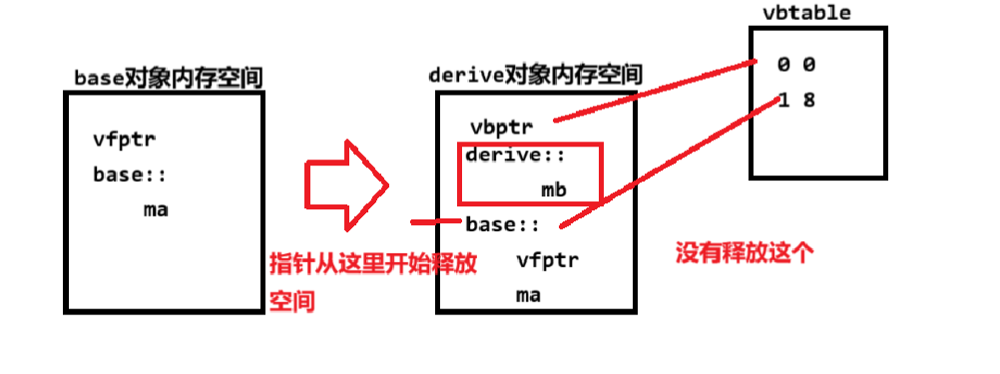 vbtable
0 0
1 8
base对象内存空间
vfptr
base::
ma
derive对象内存空间
vbptr
derive::
mb
base::
vfptr
ma
指针从这里开始释放
空间
没有释放这个